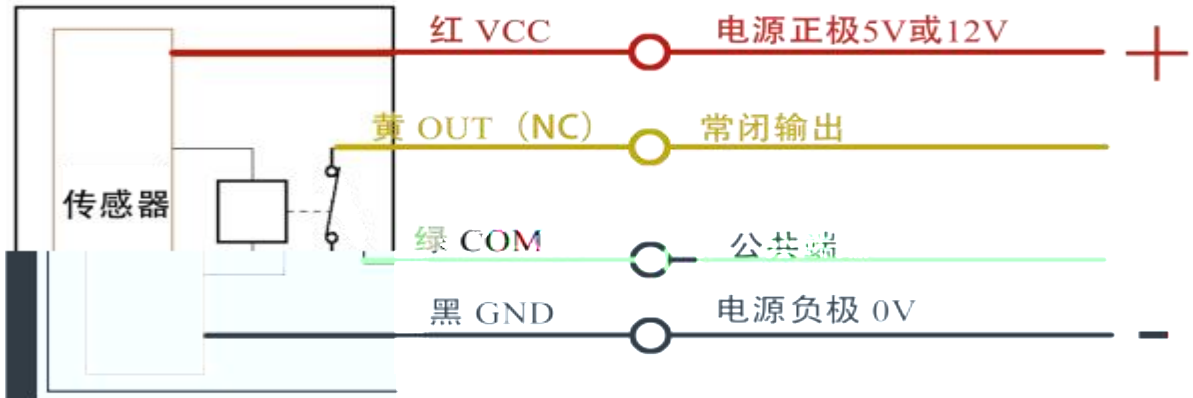 红 VCC
电源正极5V或12V
黄 OUT（NC）
常闭输出
传感器
绿 COM
公共端
黑 GND
电源负极 0V